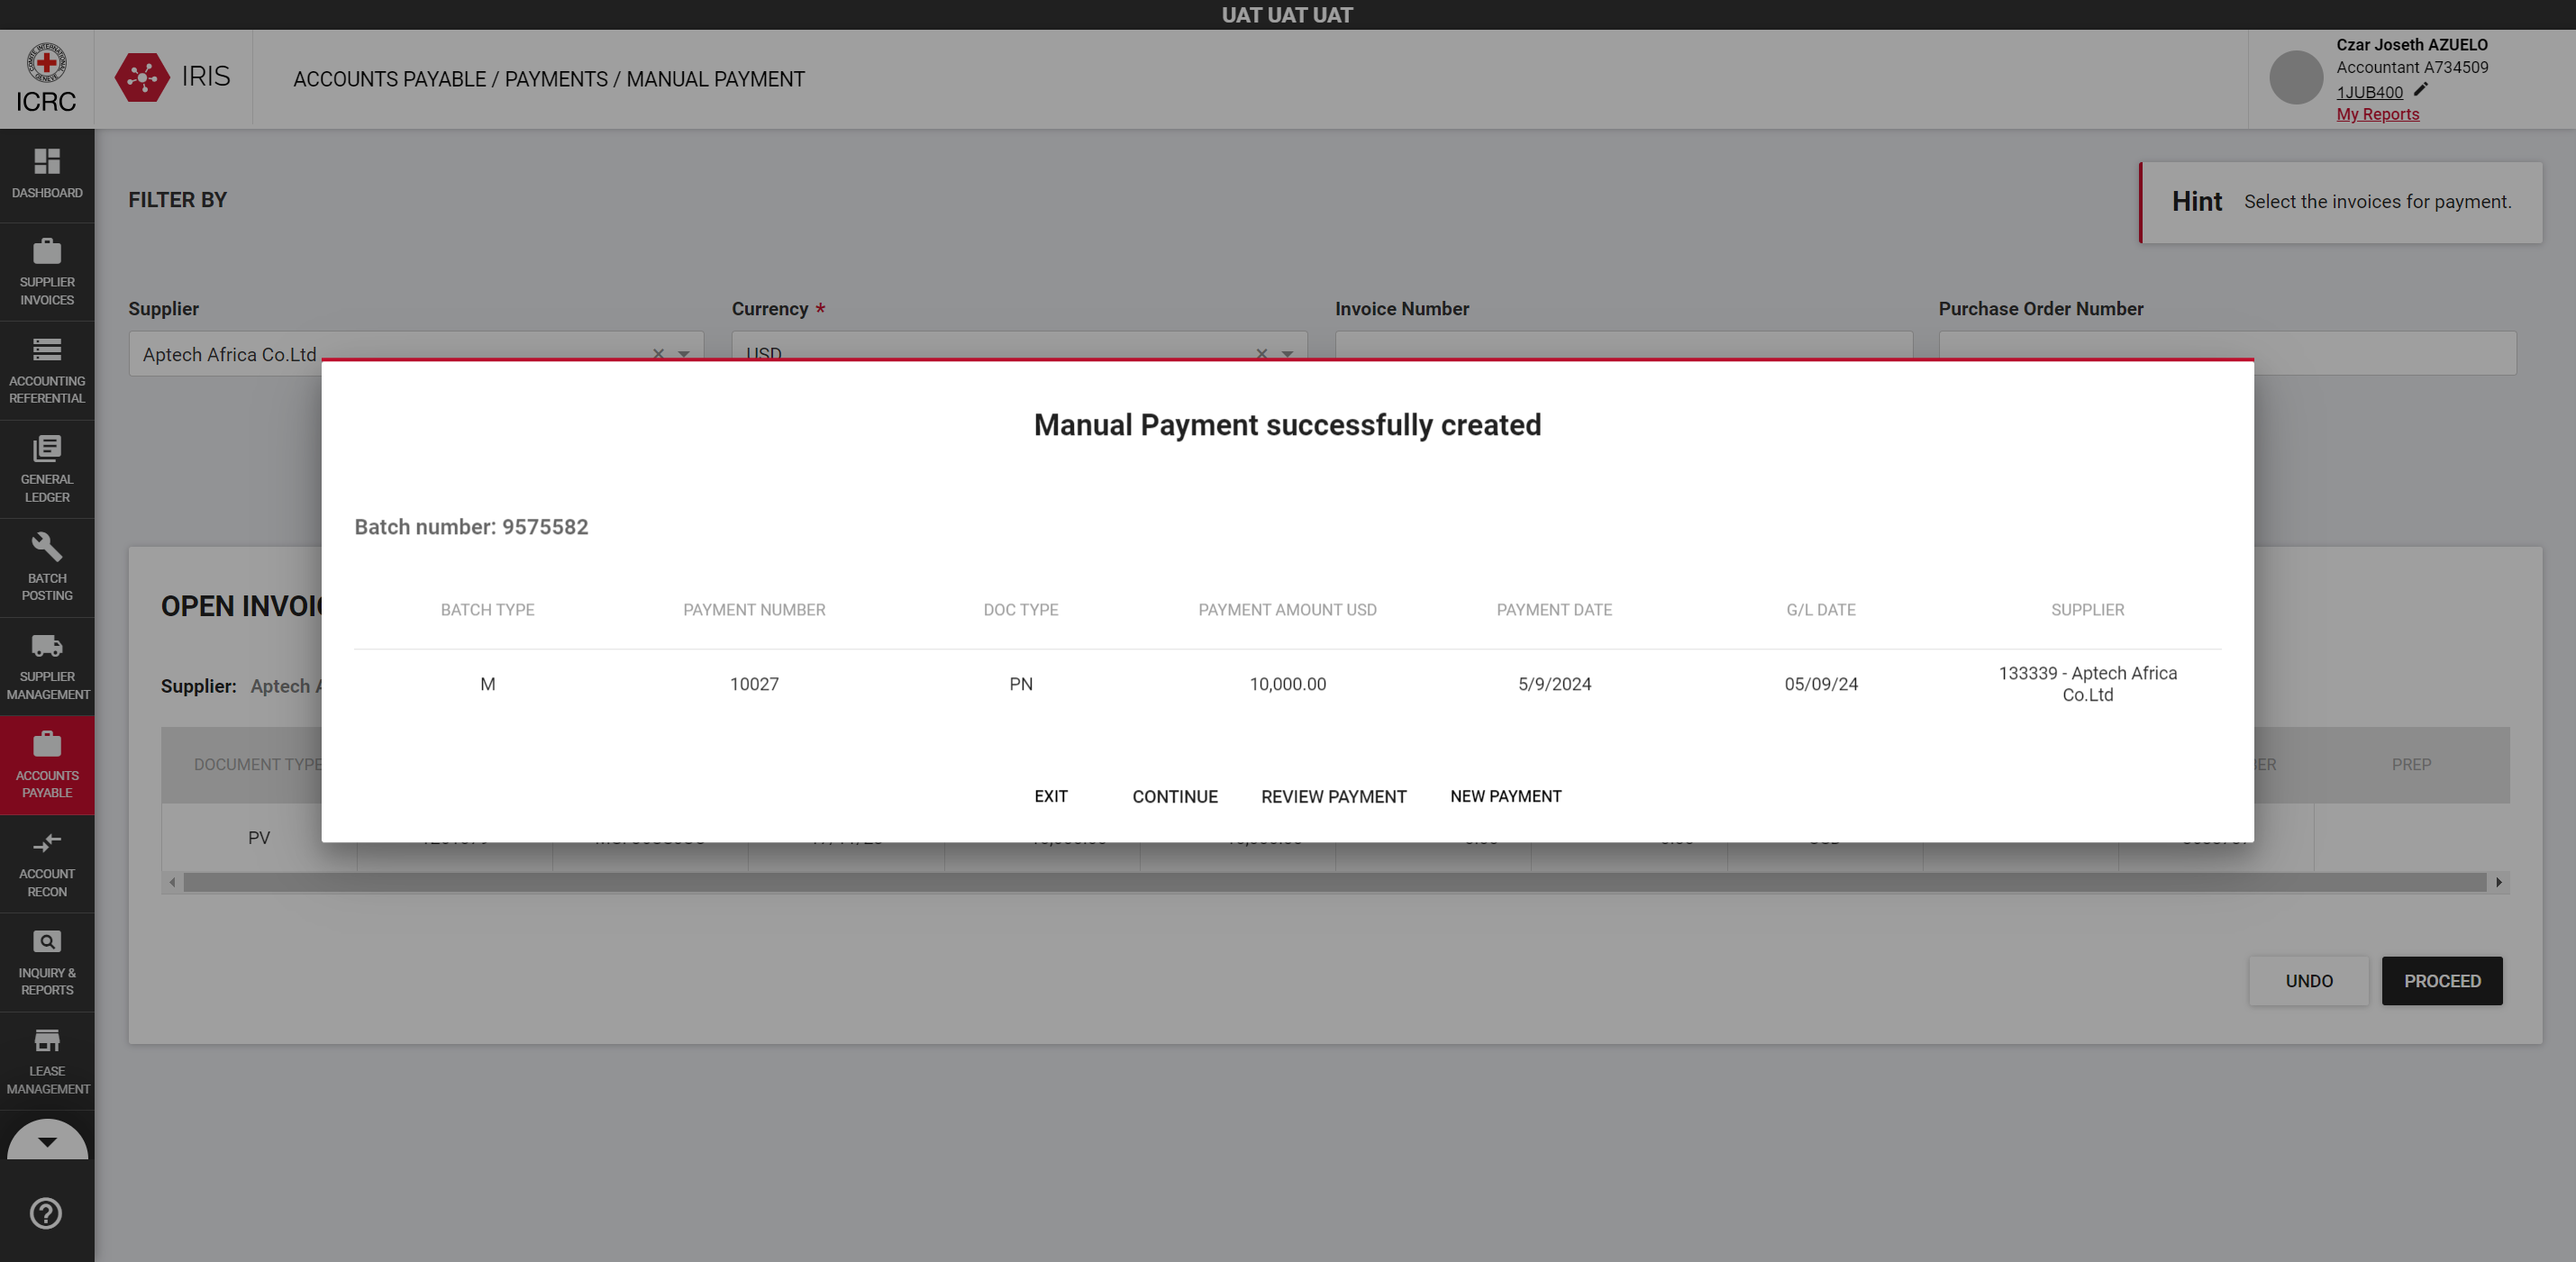 UAT UAT UAT
ICRC
IRIS
ACCOUNTS PAYABLE / PAYMENTS / MANUAL PAYMENT
Czar Joseth AZUELO
Accountant A734509
1JUB400
My Reports
DASHBOARD
SUPPLIER
INVOICES
ACCOUNTING
REFERENTIAL
GENERAL
LEDGER
BATCH
POSTING
SUPPLIER
MANAGEMENT
ACCOUNTS
PAYABLE
ACCOUNT
RECON
INQUIRY &
REPORTS
LEASE
MANAGEMENT
FILTER BY
Hint Select the invoices for payment.
Supplier Currency * Invoice Number Purchase Order Number
Aptech Africa Co.Ltd USD
Manual Payment successfully created
Batch number: 9575582
BATCH TYPE PAYMENT NUMBER DOC TYPE PAYMENT AMOUNT USD PAYMENT DATE G/L DATE SUPPLIER
M 10027 PN 10,000.00 5/9/2024 05/09/24 133339 - Aptech Africa
Co.Ltd
EXIT CONTINUE REVIEW PAYMENT NEW PAYMENT
OPEN INVOI
Supplier: Aptech
DOCUMENT TYPE PREP
PV
UNDO PROCEED